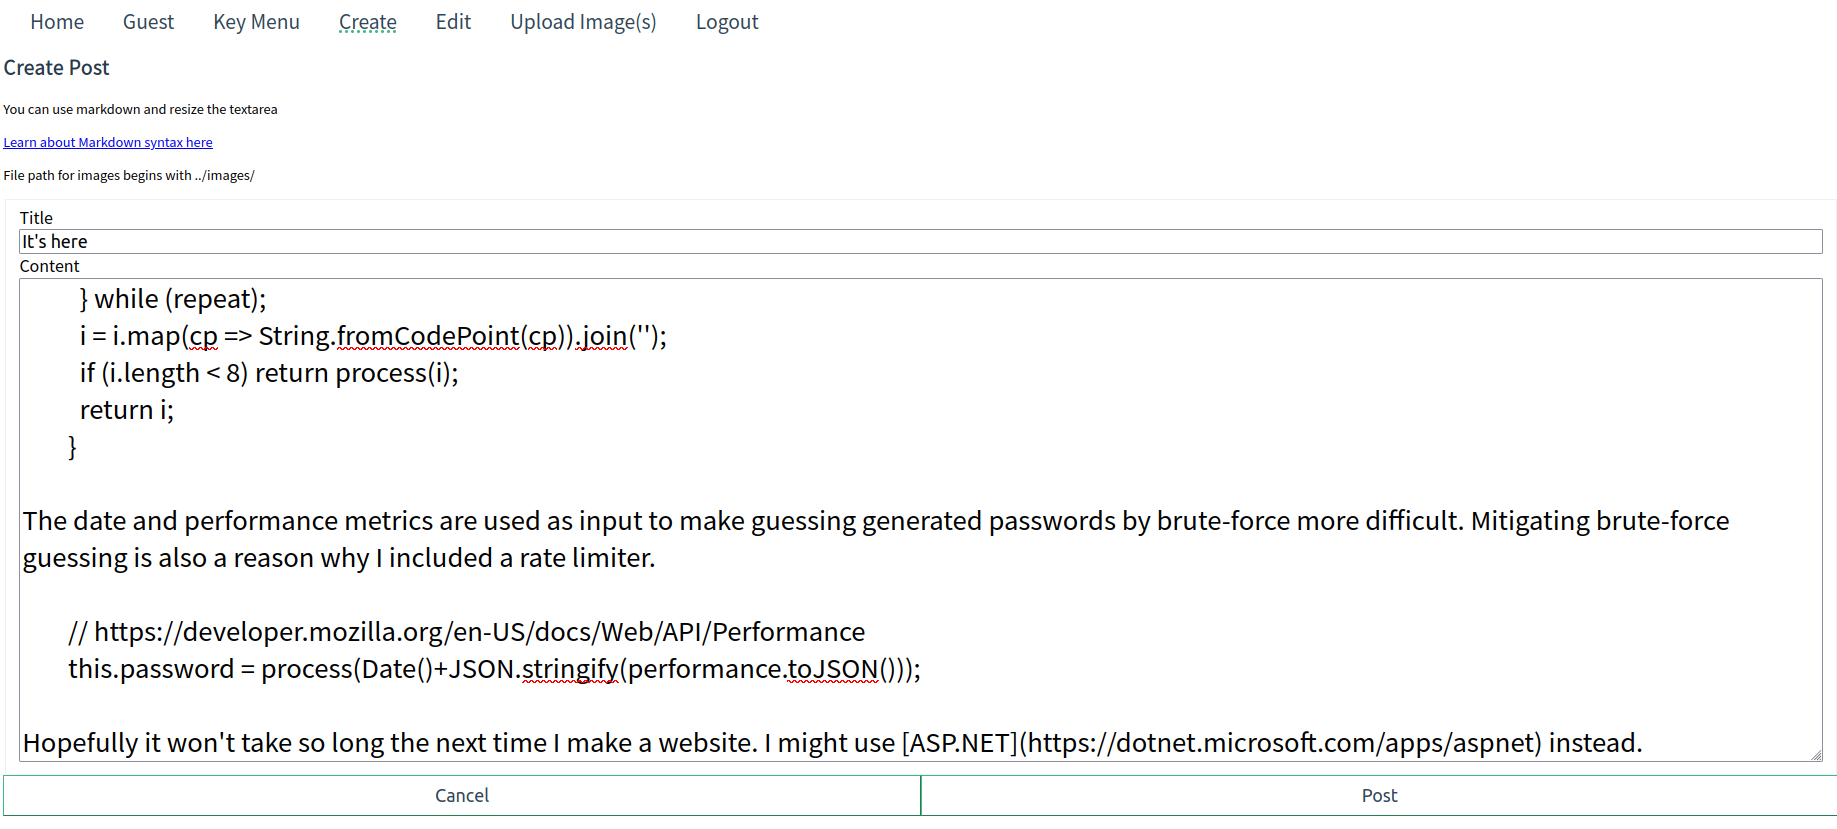 Home Guest Key Menu Create Edit Upload Image(s) Logout
Create Post
You can use markdown and resize the textarea
Learn about Markdown syntax here
File path for images begins with ../images/
Title
It's here
Content
} while (repeat);
i = i.map(cp => String.fromCodePoint(cp)).join('');
if (i.length < 8) return process(i);
return i;
}
The date and performance metrics are used as input to make guessing generated passwords by brute-force more difficult. Mitigating brute-force
guessing is also a reason why I included a rate limiter.
// https://developer.mozilla.org/en-US/docs/Web/API/Performance
this.password = process(Date()+JSON.stringify(performance.toJSON()));
Hopefully it won't take so long the next time I make a website. I might use [ASP.NET](https://dotnet.microsoft.com/apps/aspnet) instead.
Cancel Post